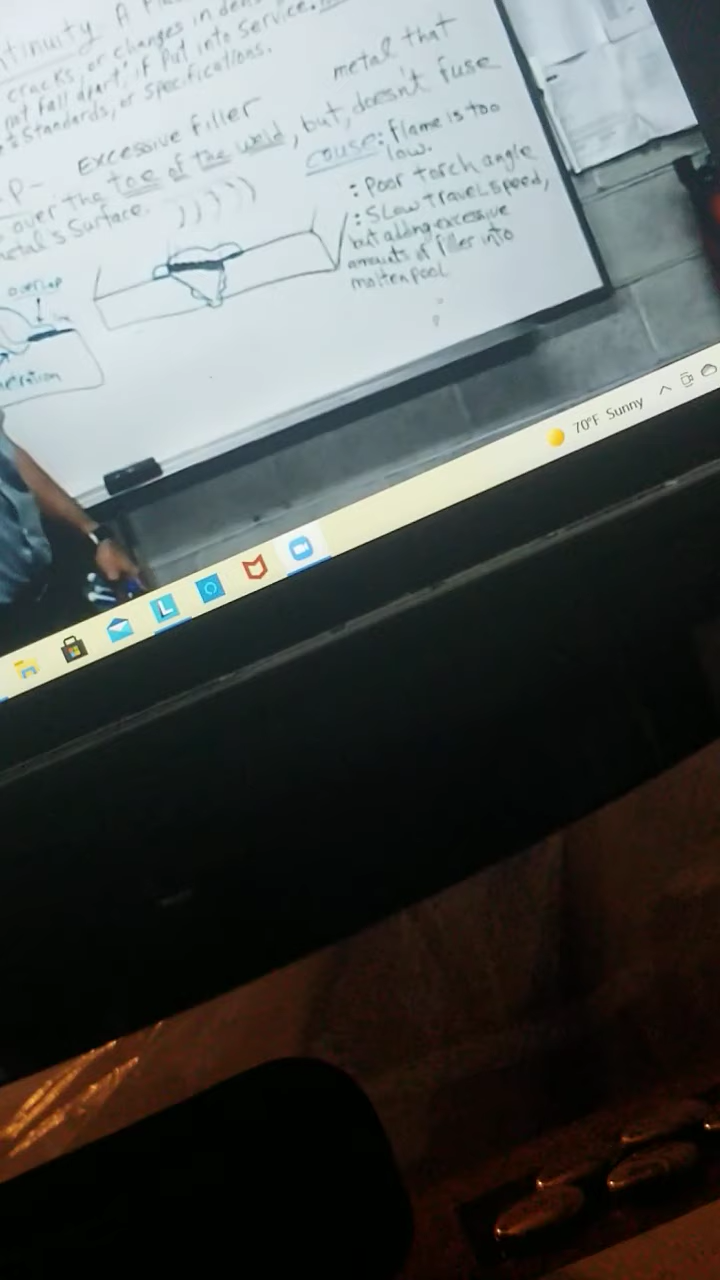 ntinuity. A
cracks, or changes in den
not "fall apart", if put into service.
Standards, or Specifications.
P- Excessive filler metal that
over the toe of the weld, but, doesn't fuse
metal's Surface.
)))))
cause: flame is too
low.
: Poor torch angle
: Slow travel speed,
but adding excessive
amounts of filler into
molten pool
overlap
70°F Sunny
L